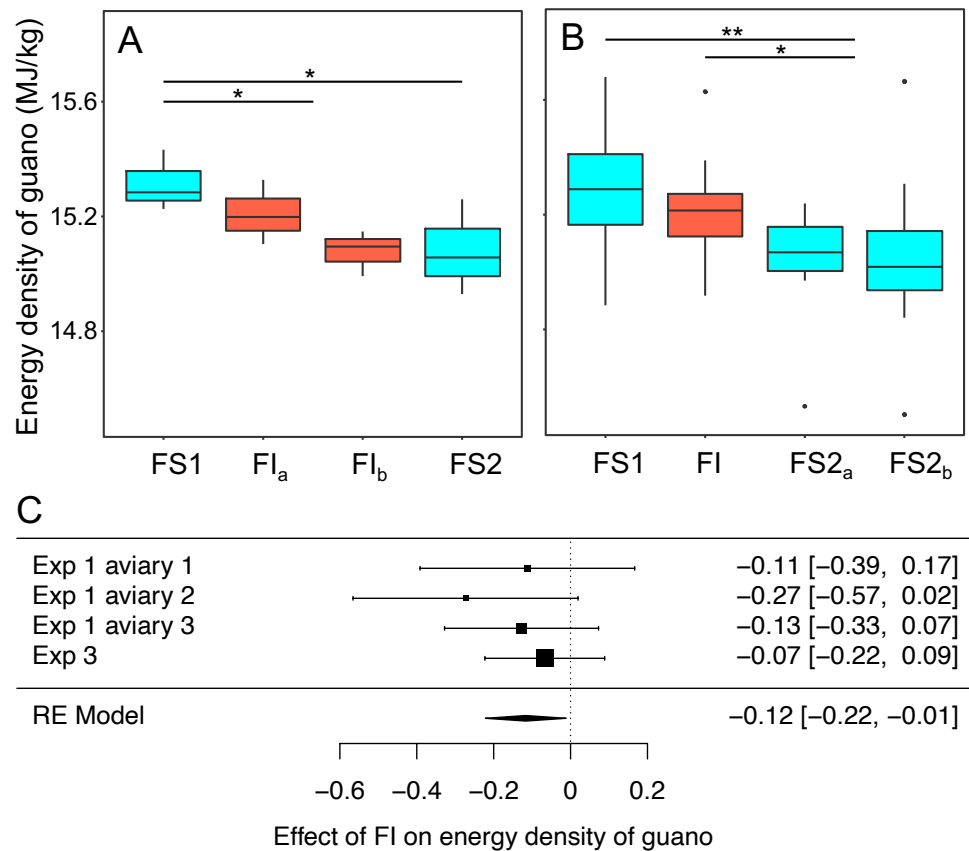 A
B
Energy density of guano (MJ/kg)
15.6
15.2
14.8
*
*
**
*
FS1 FIa FIb FS2
FS1 FI FS2a FS2b
C
Exp 1 aviary 1 −0.11 [−0.39, 0.17]
Exp 1 aviary 2 −0.27 [−0.57, 0.02]
Exp 1 aviary 3 −0.13 [−0.33, 0.07]
Exp 3 −0.07 [−0.22, 0.09]
RE Model −0.12 [−0.22, −0.01]
−0.6 −0.4 −0.2 0 0.2
Effect of FI on energy density of guano